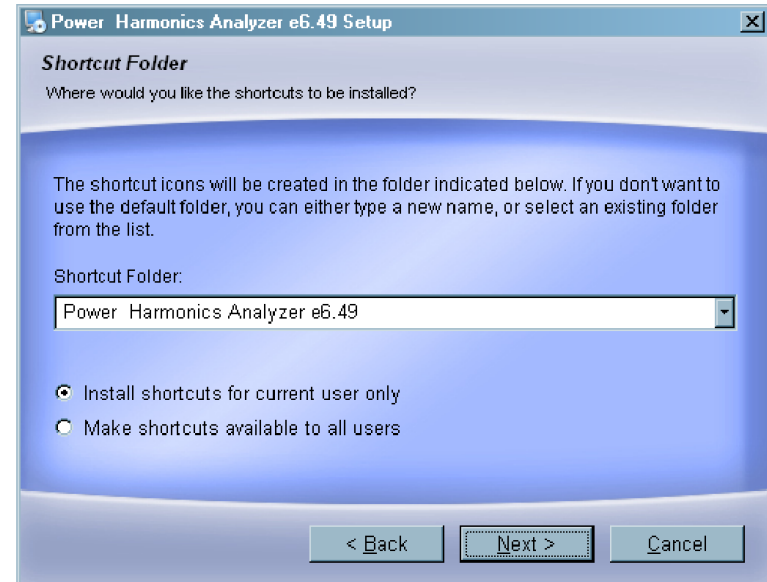 Power  Harmonics Analyzer e6.49 Setup
Shortcut Folder
Where would you like the shortcuts to be installed?
The shortcut icons will be created in the folder indicated below. If you don't want to
use the default folder, you can either type a new name, or select an existing folder
from the list.
Shortcut Folder:
Power  Harmonics Analyzer e6.49
Install shortcuts for current user only
Make shortcuts available to all users
< Back
Next >
Cancel